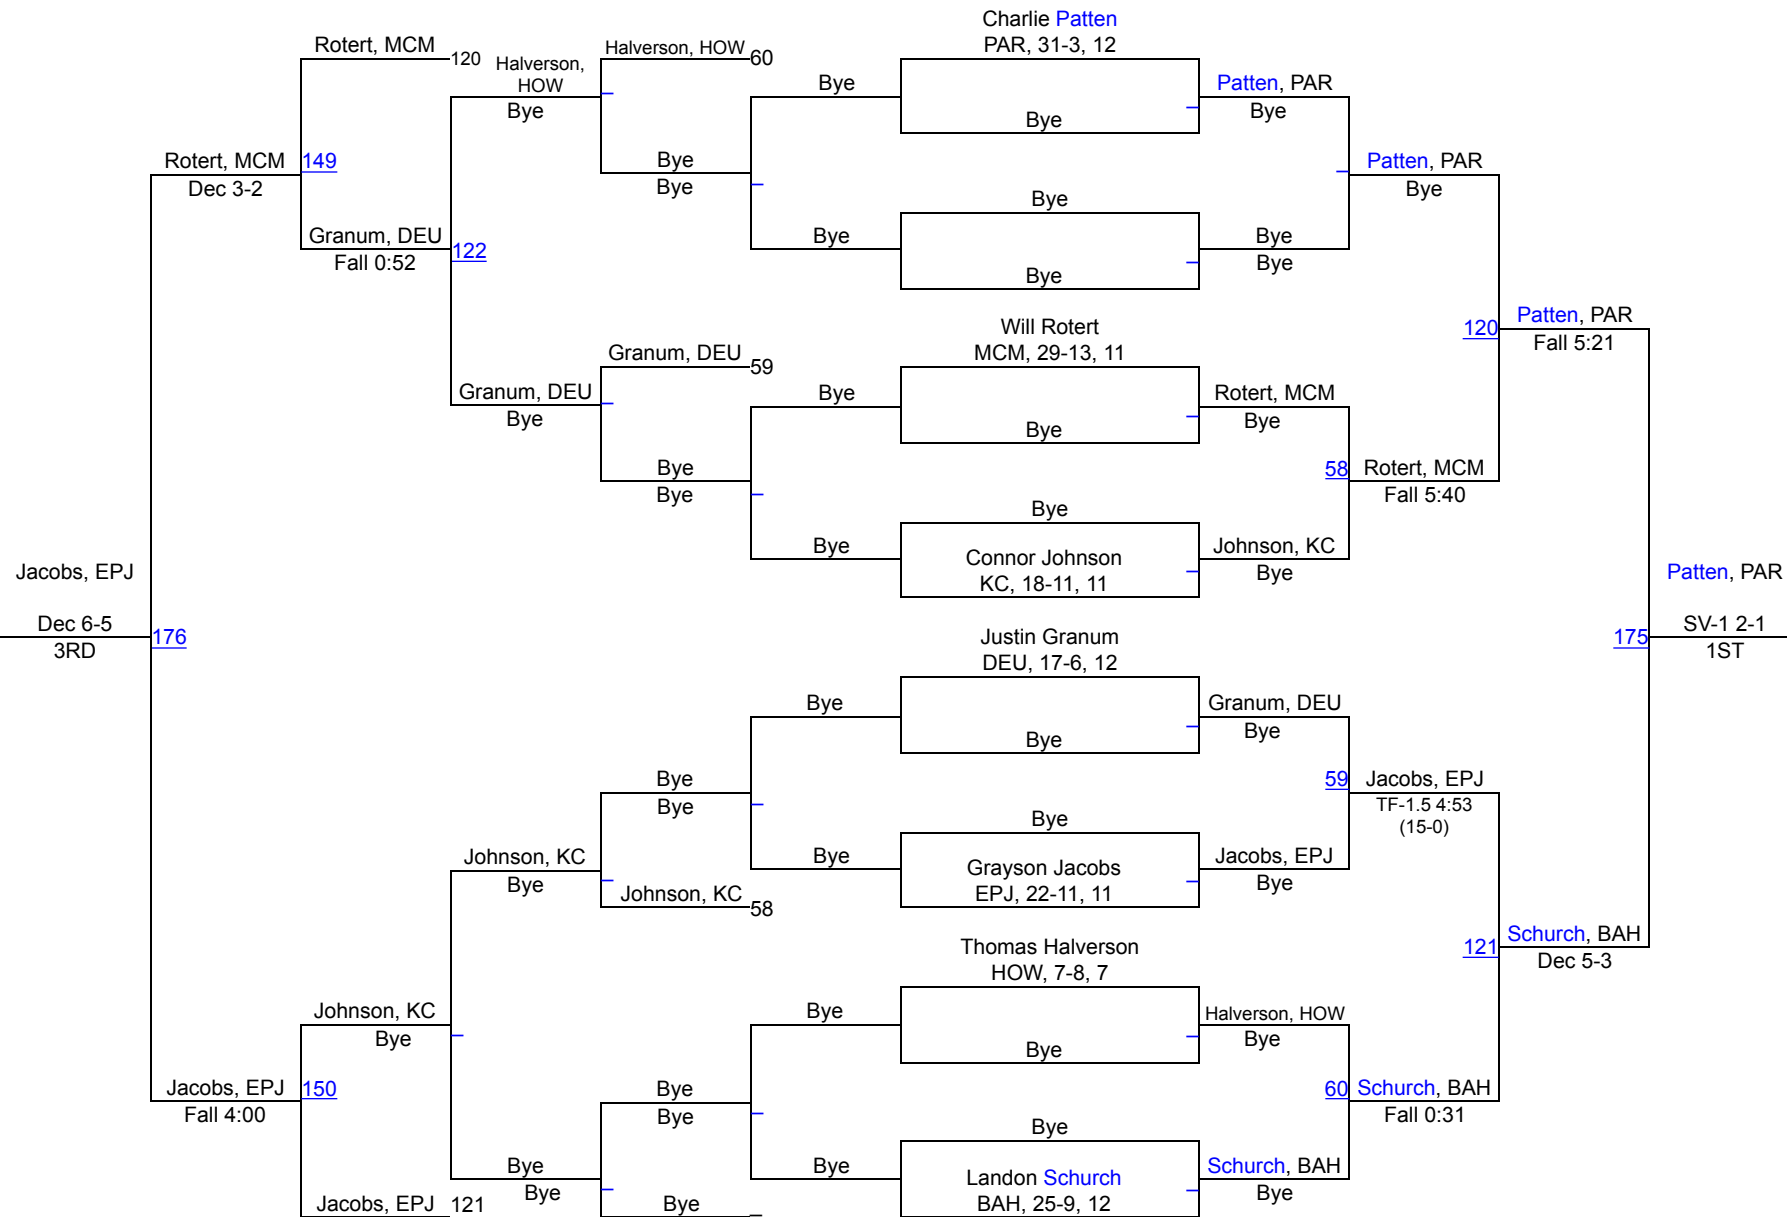 Charlie Patten
PAR, 31-3, 12
Rotert, MCM
120
Halverson,
HOW
Bye
Halverson, HOW
60
Bye
Bye
Patten, PAR
Bye
Rotert, MCM
149
Dec 3-2
Bye
Bye
Patten, PAR
Bye
Granum, DEU
Fall 0:52
122
Bye
Bye
Bye
Bye
Bye
Will Rotert
MCM, 29-13, 11
120
Patten, PAR
Fall 5:21
Granum, DEU
59
Granum, DEU
Bye
Bye
Bye
Rotert, MCM
Bye
Bye
Bye
58
Rotert, MCM
Fall 5:40
Bye
Bye
Connor Johnson
KC, 18-11, 11
Johnson, KC
Bye
Jacobs, EPJ
Dec 6-5
3RD
176
Patten, PAR
175
SV-1 2-1
1ST
Justin Granum
DEU, 17-6, 12
Bye
Bye
Granum, DEU
Bye
Bye
Bye
59
Jacobs, EPJ
TF-1.5 4:53
(15-0)
Bye
Bye
Grayson Jacobs
EPJ, 22-11, 11
Jacobs, EPJ
Bye
Johnson, KC
Bye
Johnson, KC
58
Thomas Halverson
HOW, 7-8, 7
121
Schurch, BAH
Dec 5-3
Johnson, KC
Bye
Bye
Bye
Halverson, HOW
Bye
Jacobs, EPJ
150
Fall 4:00
Bye
Bye
60
Schurch, BAH
Fall 0:31
Bye
Bye
Bye
Bye
Landon Schurch
BAH, 25-9, 12
Schurch, BAH
Bye
Jacobs, EPJ
121
Bye